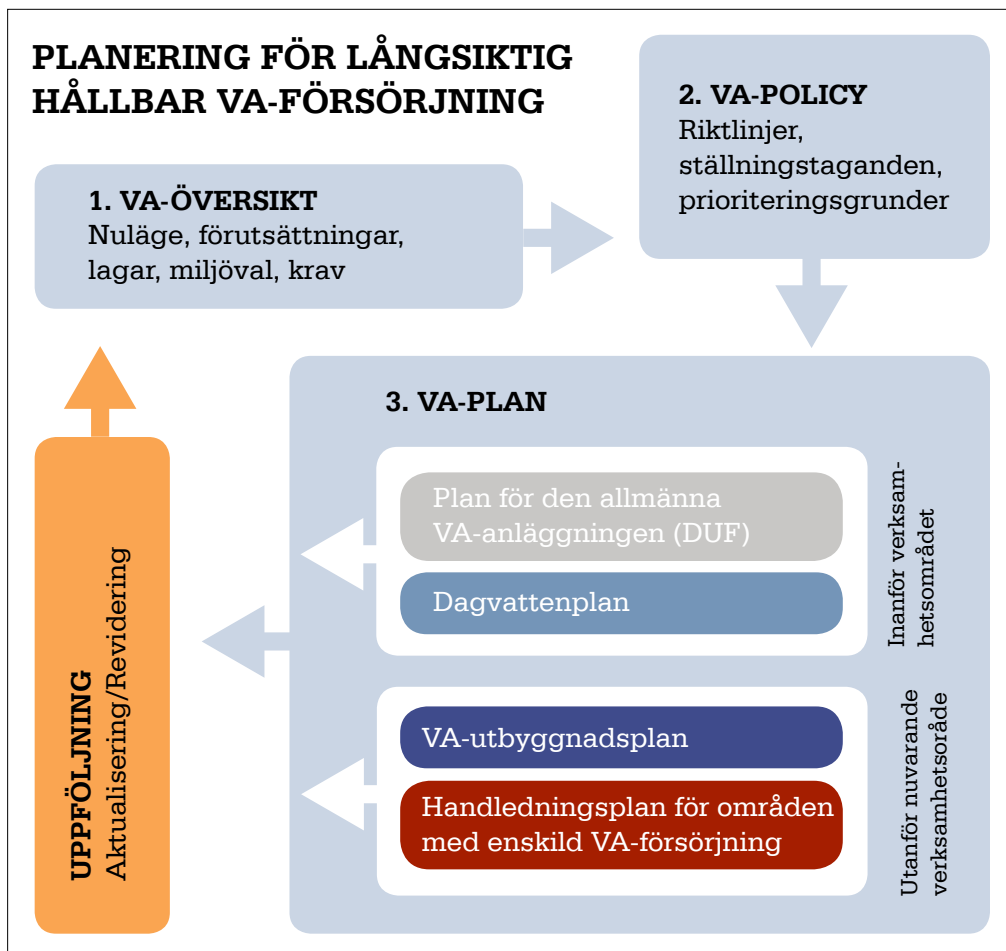 PLANERING FÖR LÅNGSIKTIG
HÅLLBAR VA-FÖRSÖRJNING
1. VA-ÖVERSIKT
Nuläge, förutsättningar,
lagar, miljöval, krav
2. VA-POLICY
Riktlinjer,
ställningstaganden,
prioriteringsgrunder
3. VA-PLAN
Plan för den allmänna
VA-anläggningen (DUF)
Dagvattenplan
Inanför verksam-
hetsområdet
VA-utbyggnadsplan
Handledningsplan för områden
med enskild VA-försörjning
Utanför nuvarande
verksamhetsoråde
UPPFÖLJNING
Aktualisering/Revidering